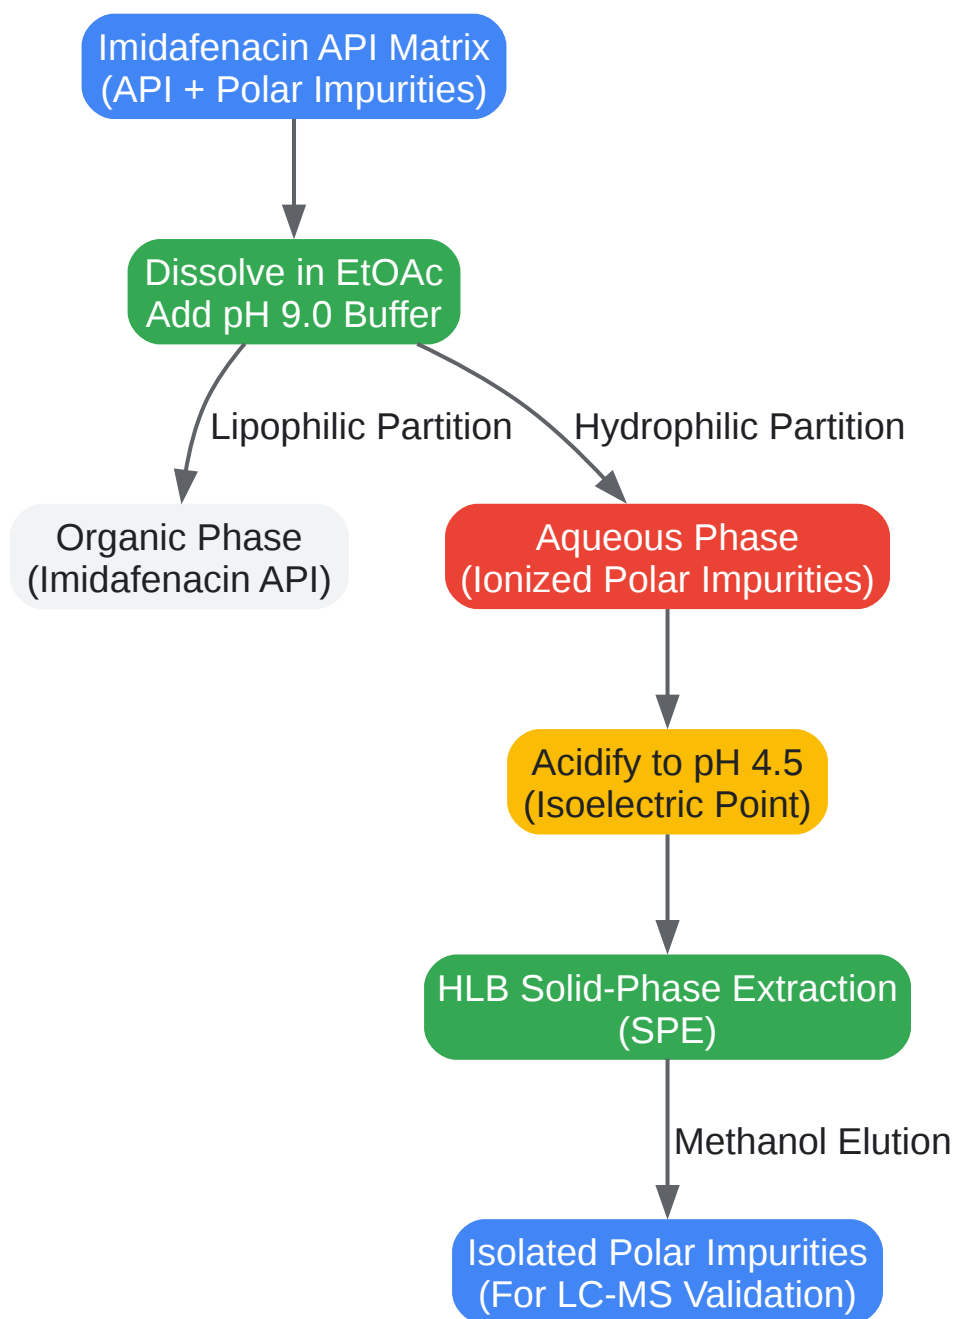 Imidafenacin API Matrix
(API + Polar Impurities)
Dissolve in EtOAc
Add pH 9.0 Buffer
Lipophilic Partition
Hydrophilic Partition
Organic Phase
(Imidafenacin API)
Aqueous Phase
(Ionized Polar Impurities)
Acidify to pH 4.5
(Isoelectric Point)
HLB Solid-Phase Extraction
(SPE)
Methanol Elution
Isolated Polar Impurities
(For LC-MS Validation)